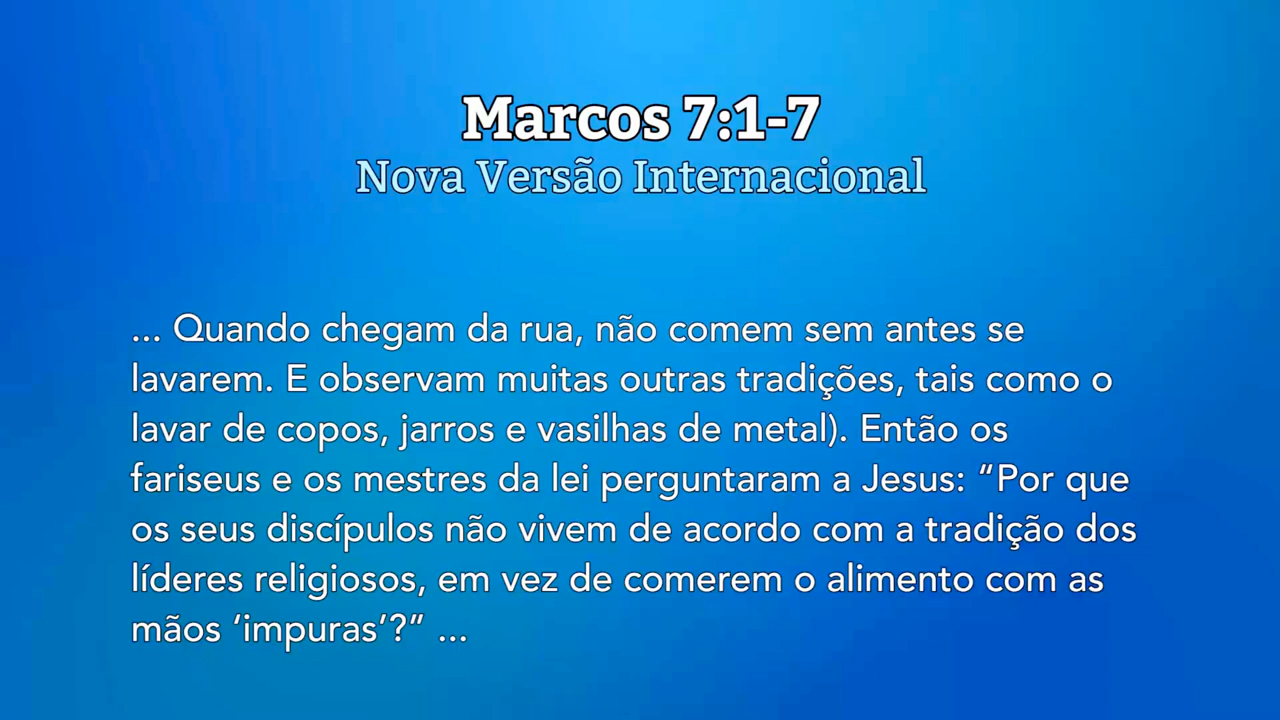 Marcos 7:1-7
Nova Versão Internacional
... Quando chegam da rua, não comem sem antes se
lavarem. E observam muitas outras tradições, tais como o
lavar de copos, jarros e vasilhas de metal). Então os
fariseus e os mestres da lei perguntaram a Jesus: “Por que
os seus discípulos não vivem de acordo com a tradição dos
líderes religiosos, em vez de comerem o alimento com as
mãos ‘impuras’?” ...